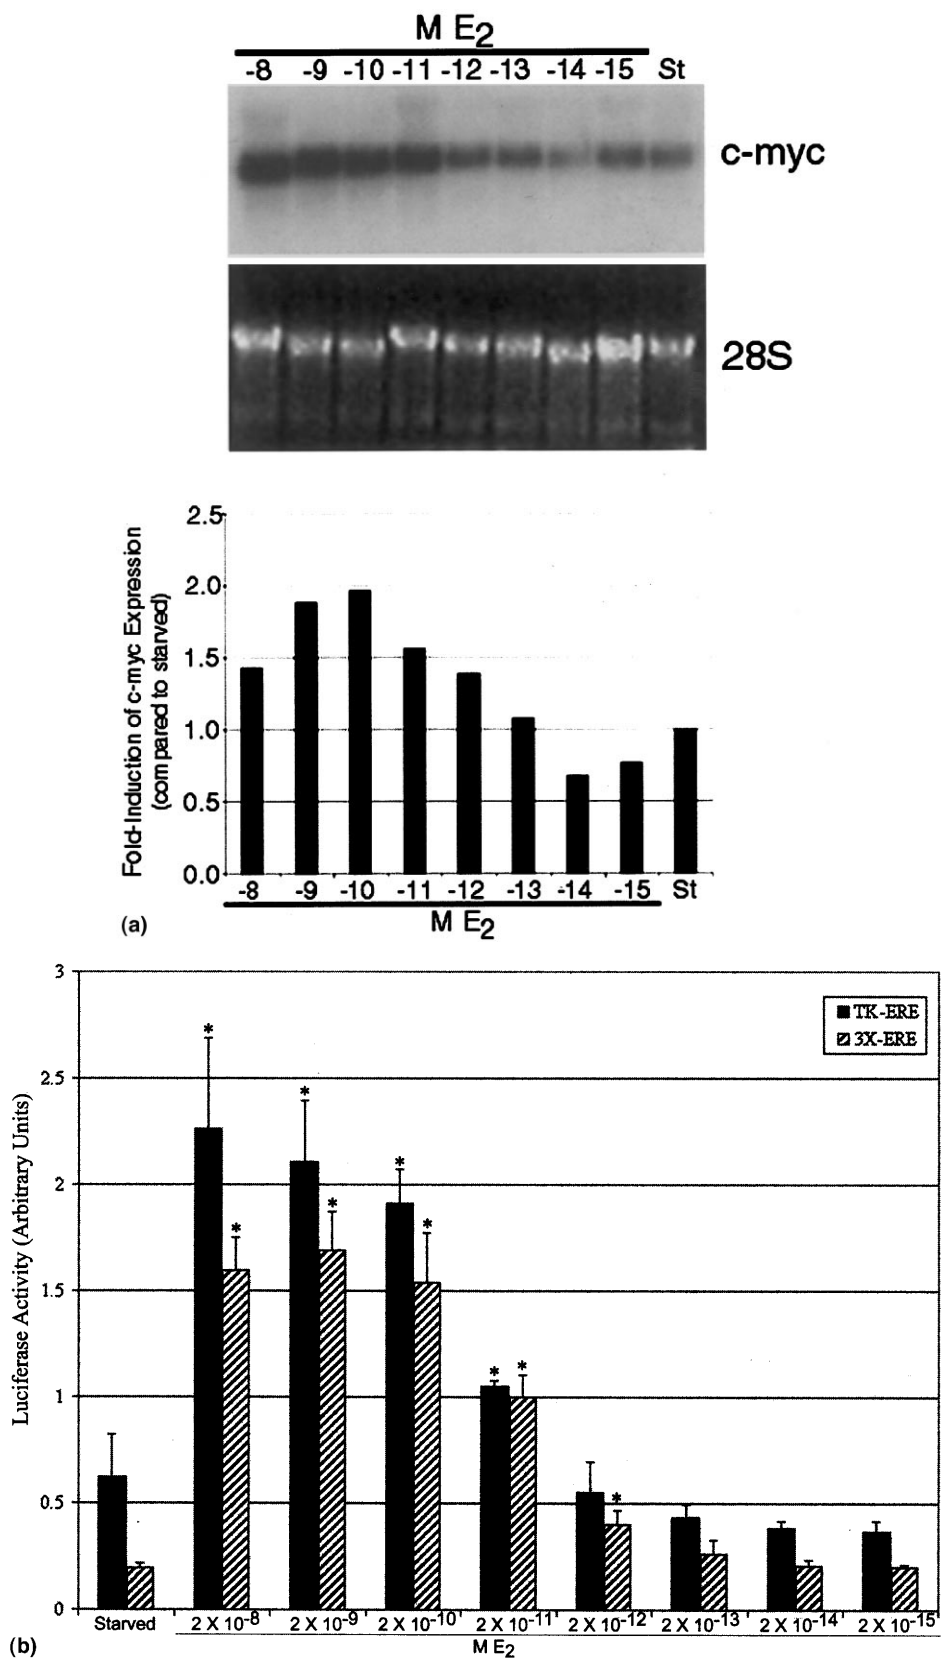 M E2
-8 -9 -10 -11 -12 -13 -14 -15 St
c-myc
28S
Fold-Induction of c-myc Expression
(compared to starved)
2.5
2.0
1.5
1.0
0.5
0.0
-8 -9 -10 -11 -12 -13 -14 -15 St
M E2
(a)
Luciferase Activity (Arbitrary Units)
3
2.5
2
1.5
1
0.5
0
TK-ERE
3X-ERE
* * * * * * * * *
Starved 2 X 10-8 2 X 10-9 2 X 10-10 2 X 10-11 2 X 10-12 2 X 10-13 2 X 10-14 2 X 10-15
M E2
(b)